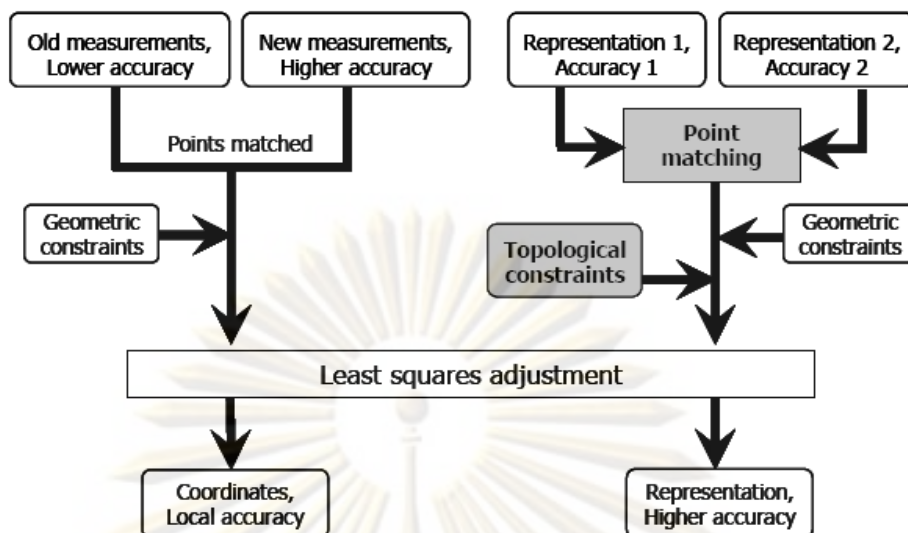 Old measurements,
Lower accuracy
New measurements,
Higher accuracy
Representation 1,
Accuracy 1
Representation 2,
Accuracy 2
Points matched
Point
matching
Geometric
constraints
Topological
constraints
Geometric
constraints
Least squares adjustment
Coordinates,
Local accuracy
Representation,
Higher accuracy